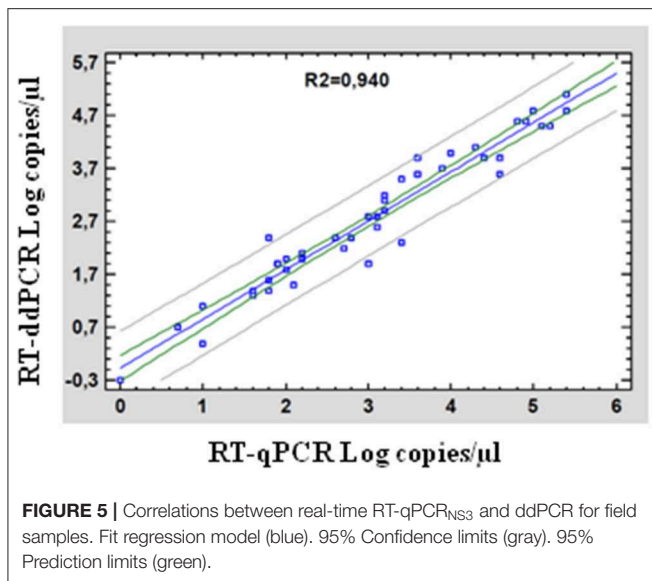 R2=0,940
5,7
4,7
3,7
2,7
1,7
0,7
-0,3
RT-ddPCR Log copies/µl
0 1 2 3 4 5 6
RT-qPCR Log copies/µl
FIGURE 5 | Correlations between real-time RT-qPCRNS3 and ddPCR for field
samples. Fit regression model (blue). 95% Confidence limits (gray). 95%
Prediction limits (green).